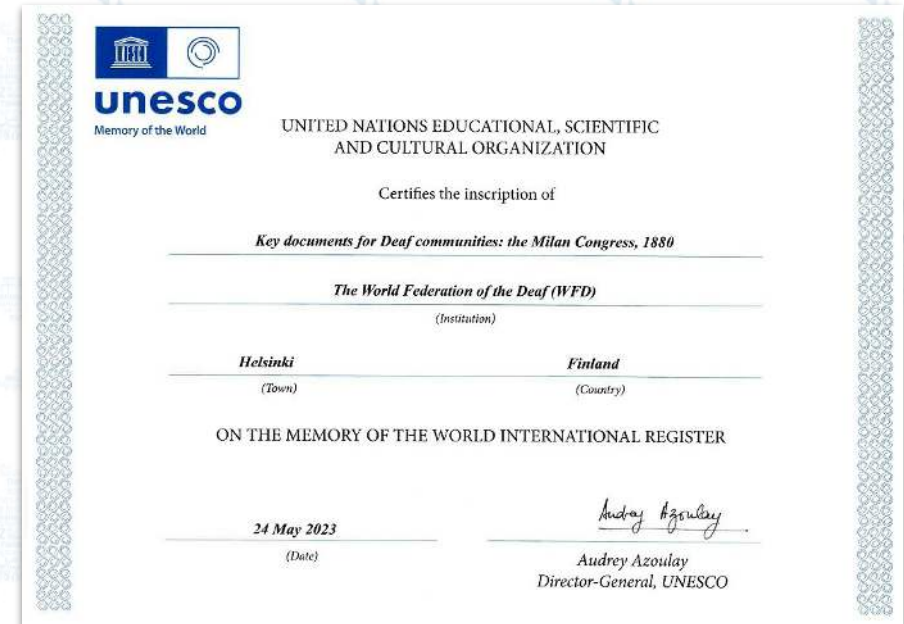 unesco
Memory of the World
UNITED NATIONS EDUCATIONAL, SCIENTIFIC
AND CULTURAL ORGANIZATION
Certifies the inscription of
Key documents for Deaf communities: the Milan Congress, 1880
The World Federation of the Deaf (WFD)
(Institution)
Helsinki Finland
(Town) (Country)
ON THE MEMORY OF THE WORLD INTERNATIONAL REGISTER
Audrey Azoulay
24 May 2023
(Date)
Audrey Azoulay
Director-General, UNESCO